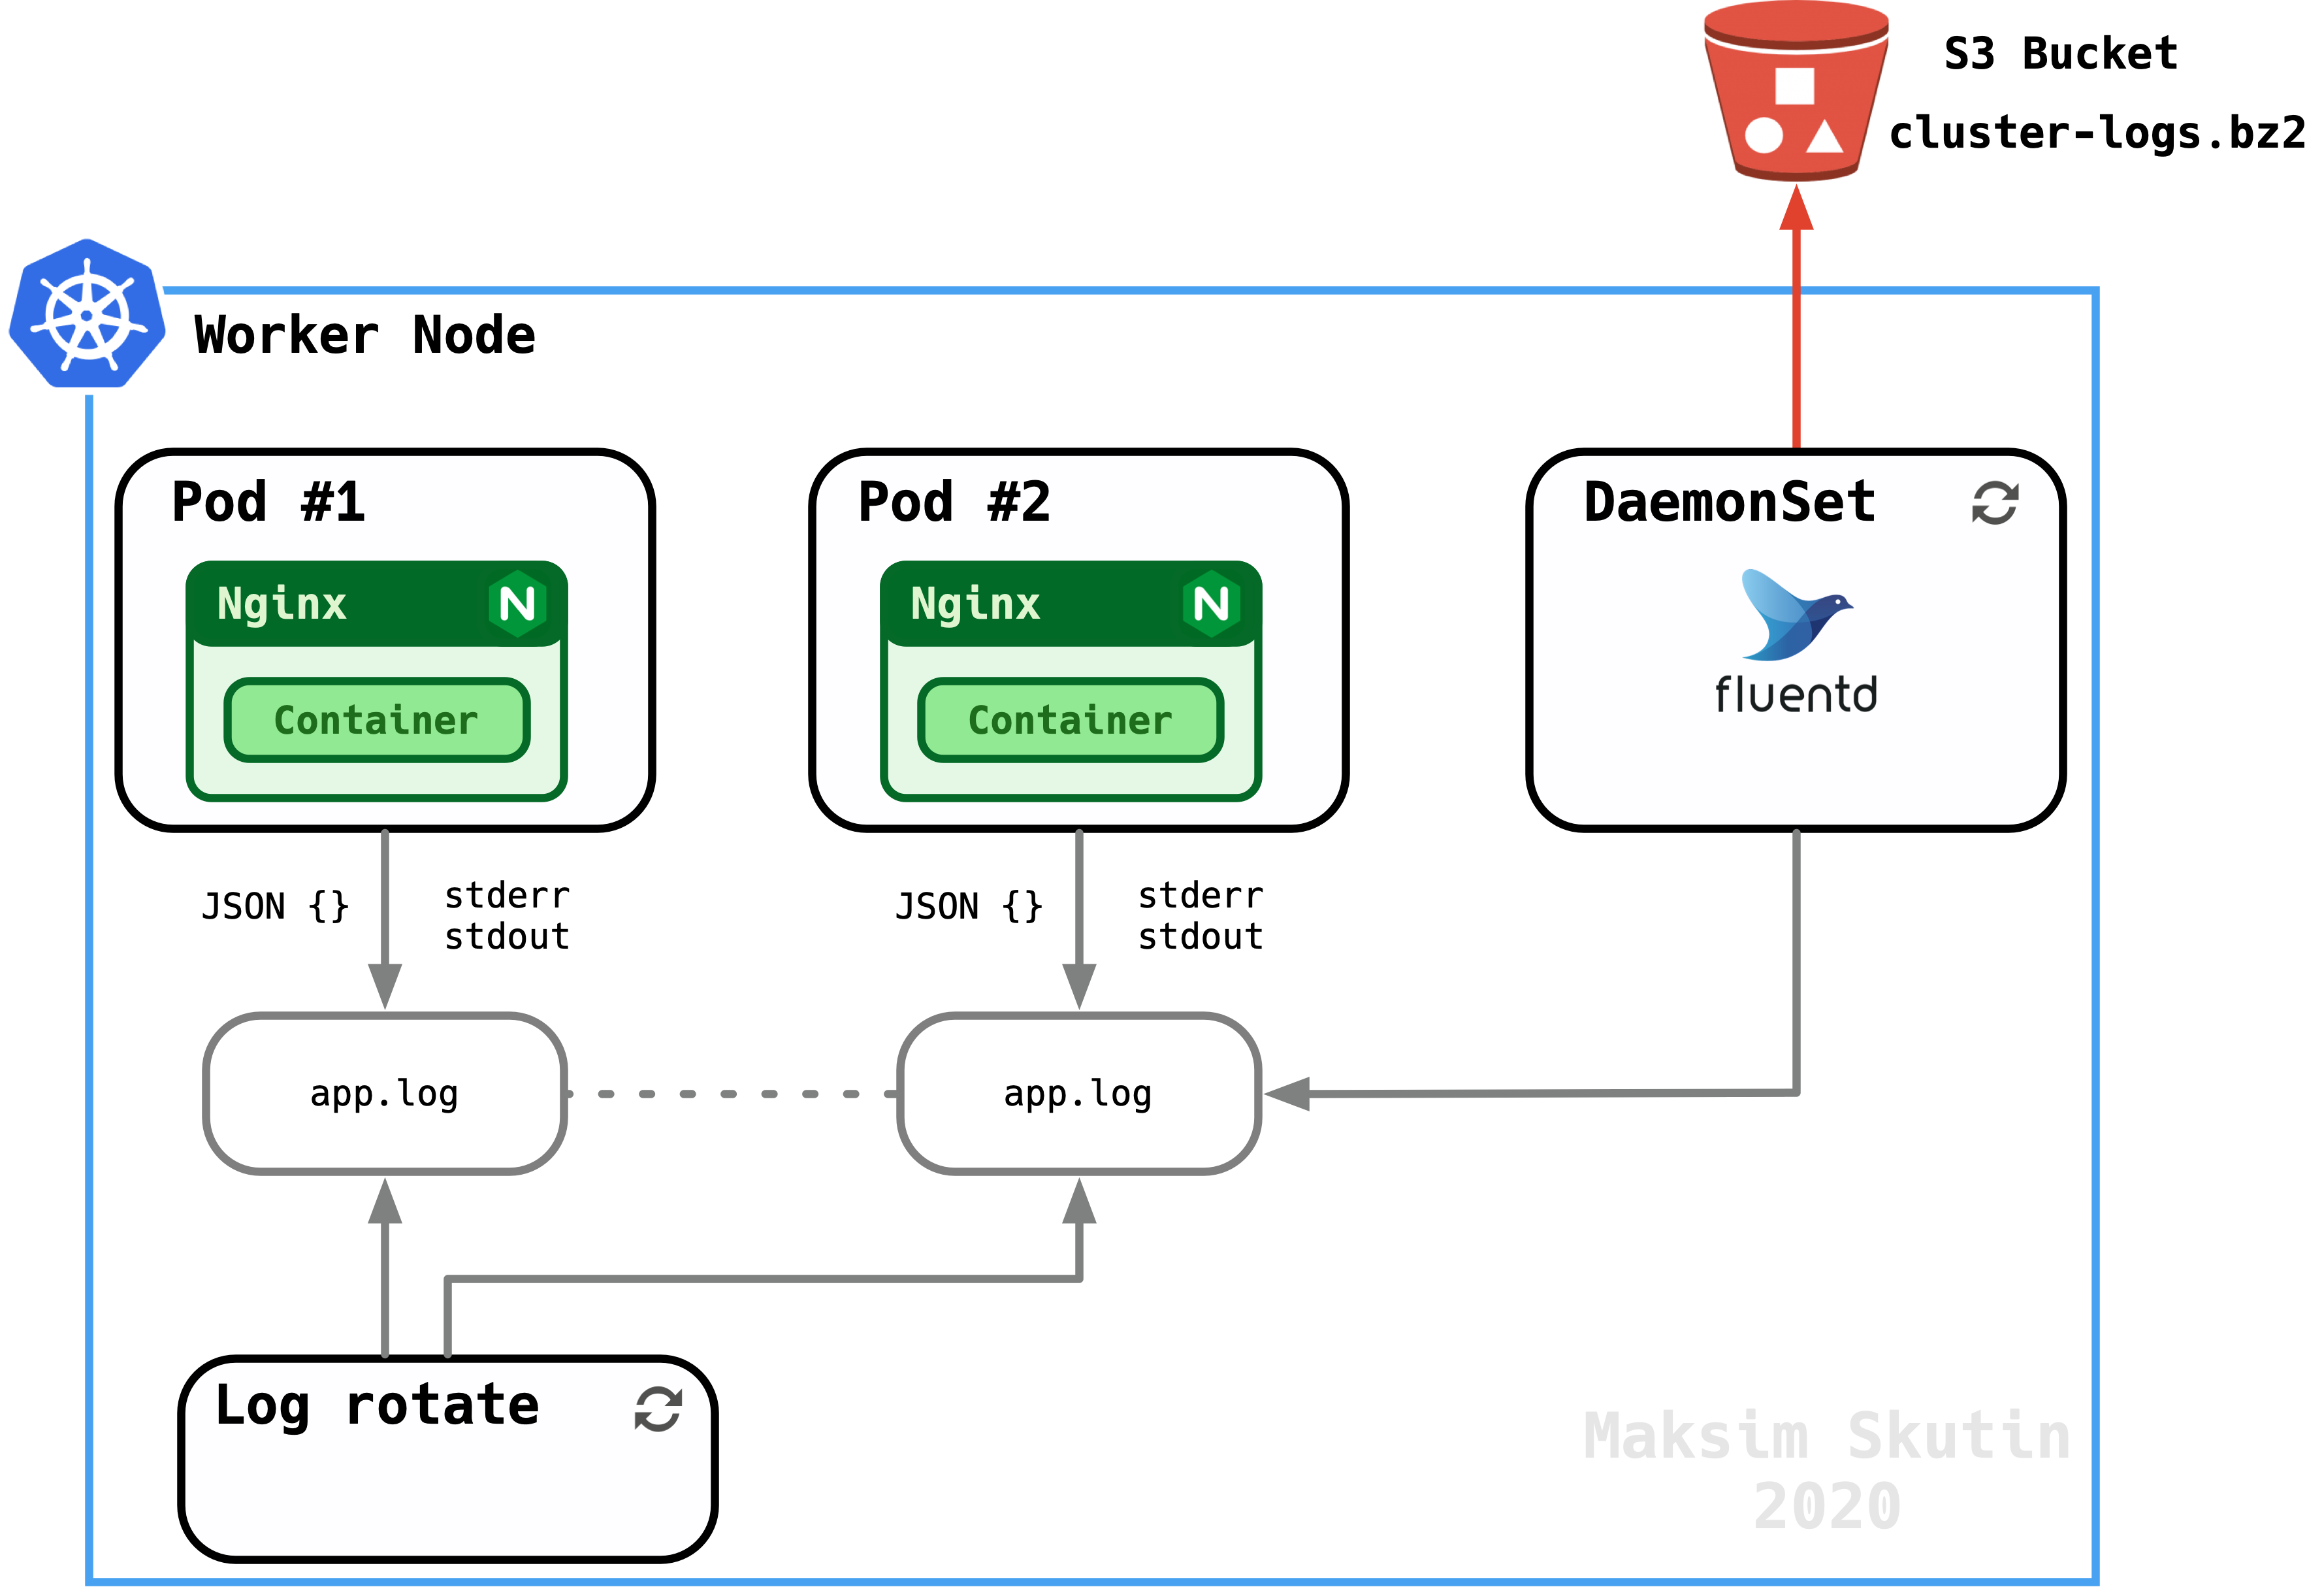 S3 Bucket
cluster-logs.bz2
Worker Node
Pod #1
Nginx
Container
Pod #2
Nginx
Container
DaemonSet
fluentd
JSON {}
stderr
stdout
JSON {}
stderr
stdout
app.log
app.log
Log rotate
Maksim Skutin
2020